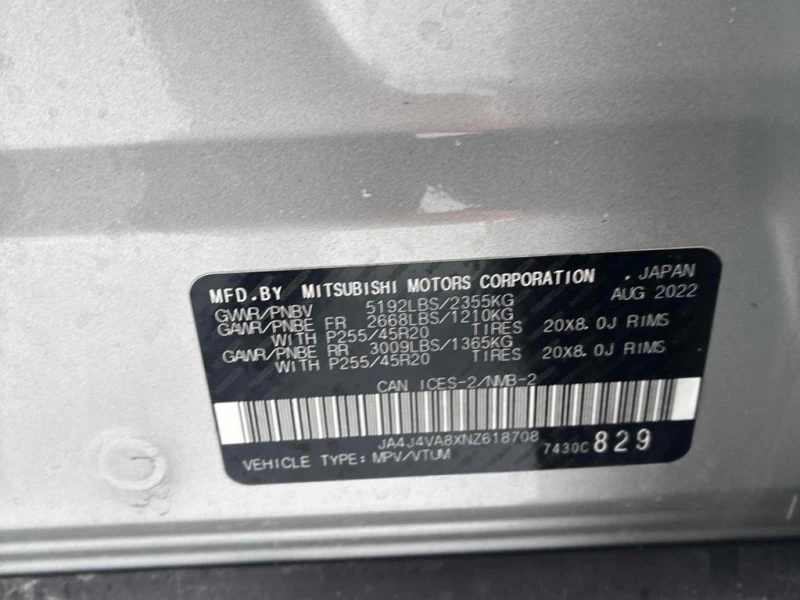 MFD.BY MITSUBISHI MOTORS CORPORATION . JAPAN
GVWR/PNBV 5192LBS/2355KG AUG 2022
GAWR/PNBE FR 2668LBS/1210KG
WITH P255/45R20 TIRES 20X8.0J RIMS
GAWR/PNBE RR 3009LBS/1365KG
WITH P255/45R20 TIRES 20X8.0J RIMS
CAN ICES-2/NMB-2
JA4J4VA8XNZ618708
VEHICLE TYPE: MPV/VTUM 7430C 829